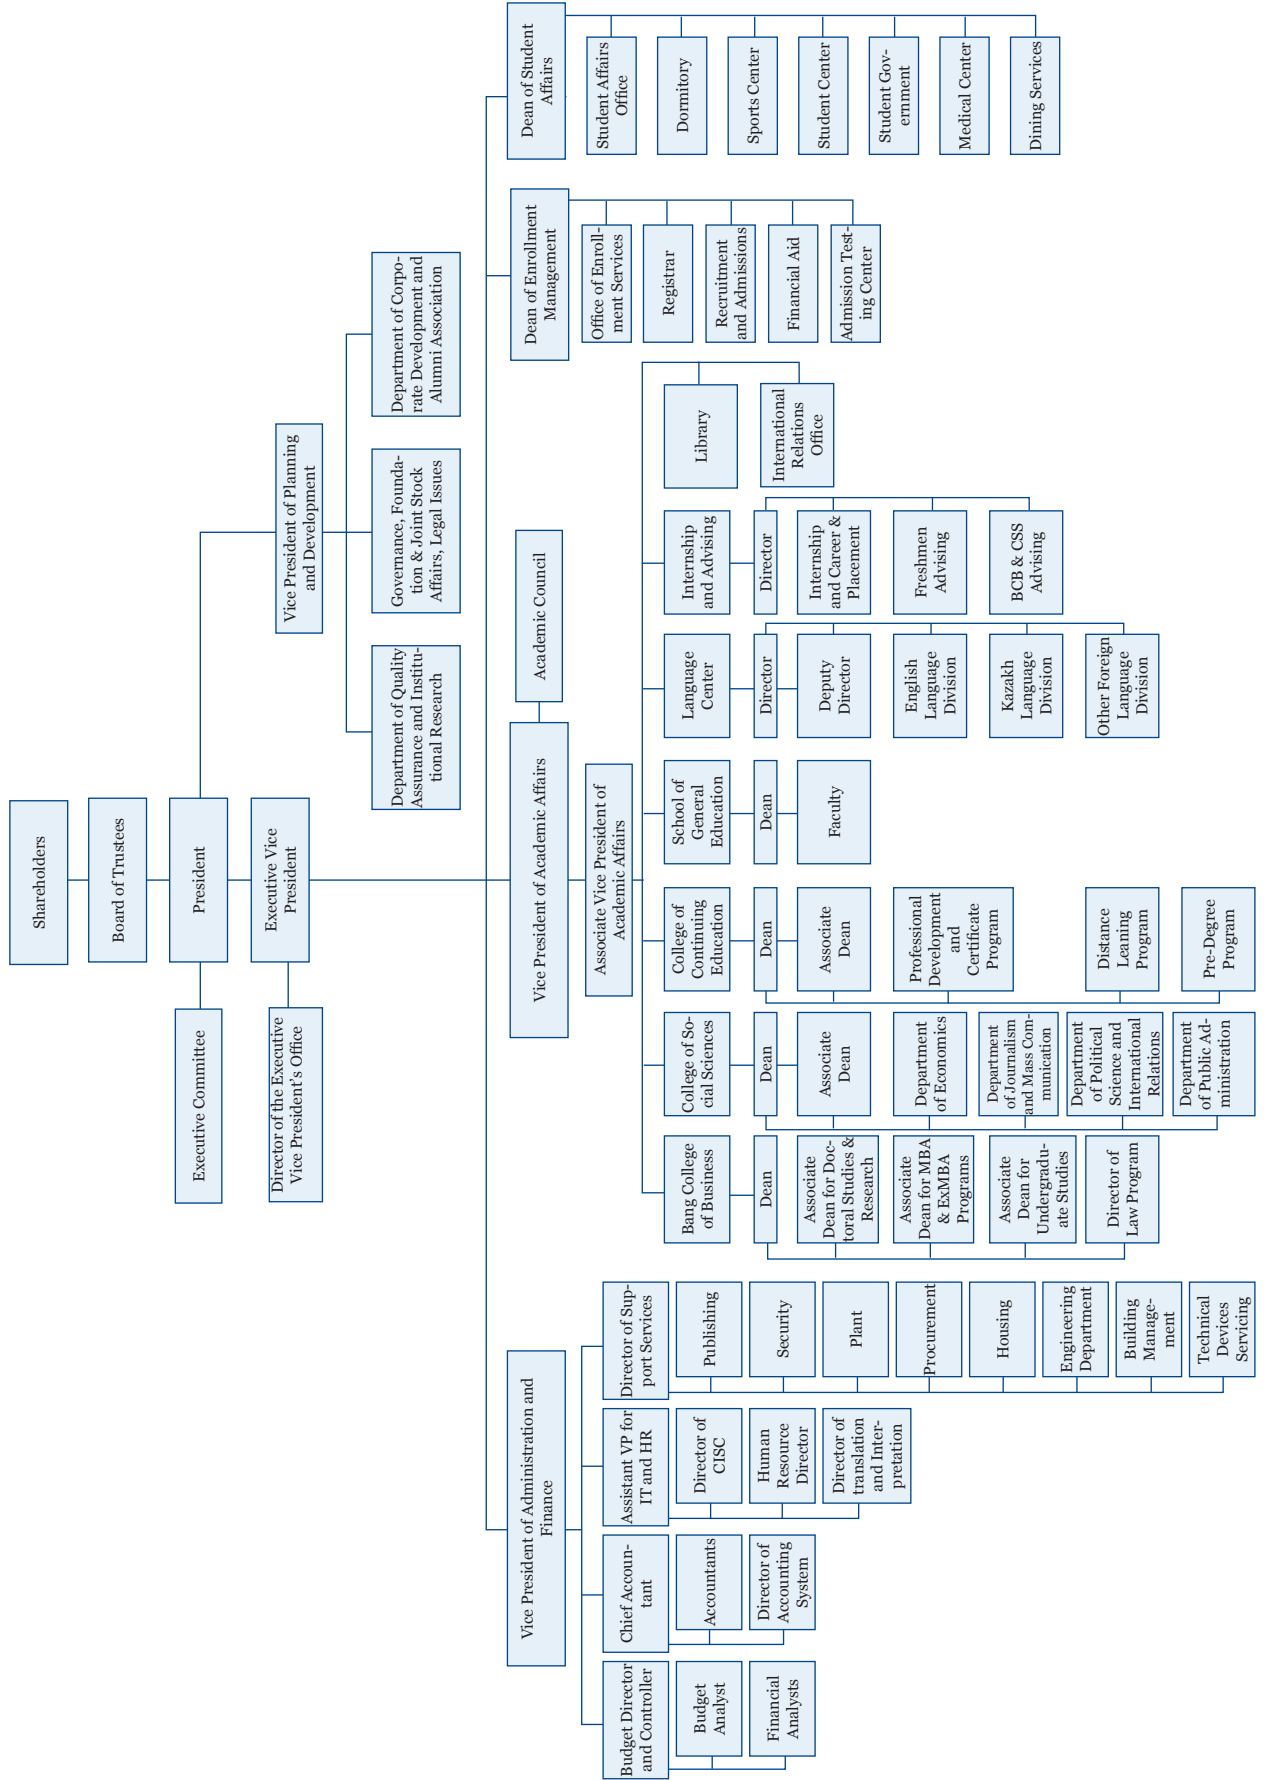 Shareholders
Board of Trustees
President
Executive Committee
Executive Vice
President
Director of the Executive
Vice President's Office
Vice President of Planning
and Development
Department of Quality
Assurance and Institu-
tional Research
Governance, Founda-
tion & Joint Stock
Affairs, Legal Issues
Department of Corpo-
rate Development and
Alumni Association
Vice President of Administration and
Finance
Vice President of Academic Affairs
Academic Council
Dean of Enrollment
Management
Dean of Student
Affairs
Budget Director
and Controller
Budget
Analyst
Financial
Analysts
Chief Accoun-
tant
Accountants
Director of
Accounting
System
Assistant VP for
IT and HR
Director of
CISC
Human
Resource
Director
Director of
translation
and Inter-
pretation
Director of Sup-
port Services
Publishing
Security
Plant
Procurement
Housing
Engineering
Department
Building
Manage-
ment
Technical
Devices
Servicing
Associate Vice President of
Academic Affairs
Bang College
of Business
Dean
Associate
Dean for Doc-
toral Studies &
Research
Associate
Dean for MBA
& ExMBA
Programs
Associate
Dean for
Undergradu-
ate Studies
Director of
Law Program
College of So-
cial Sciences
Dean
Associate
Dean
Department
of Economics
Department
of Journalism
and Mass Com-
munication
Department
of Political
Science and
International
Relations
Department
of Public Ad-
ministration
College of
Continuing
Education
Dean
Associate
Dean
Professional
Development
and
Certificate
Program
Distance
Leaning
Program
Pre-Degree
Program
School of
General
Education
Dean
Faculty
Language
Center
Director
Deputy
Director
English
Language
Division
Kazakh
Language
Division
Other Foreign
Language
Division
Internship
and Advising
Director
Internship
and Career &
Placement
Freshmen
Advising
BCB & CSS
Advising
Library
International
Relations
Office
Office of Enroll-
ment Services
Registrar
Recruitment
and Admissions
Financial Aid
Admission Test-
ing Center
Student Affairs
Office
Dormitory
Sports Center
Student Center
Student Gov-
ernment
Medical Center
Dining Services